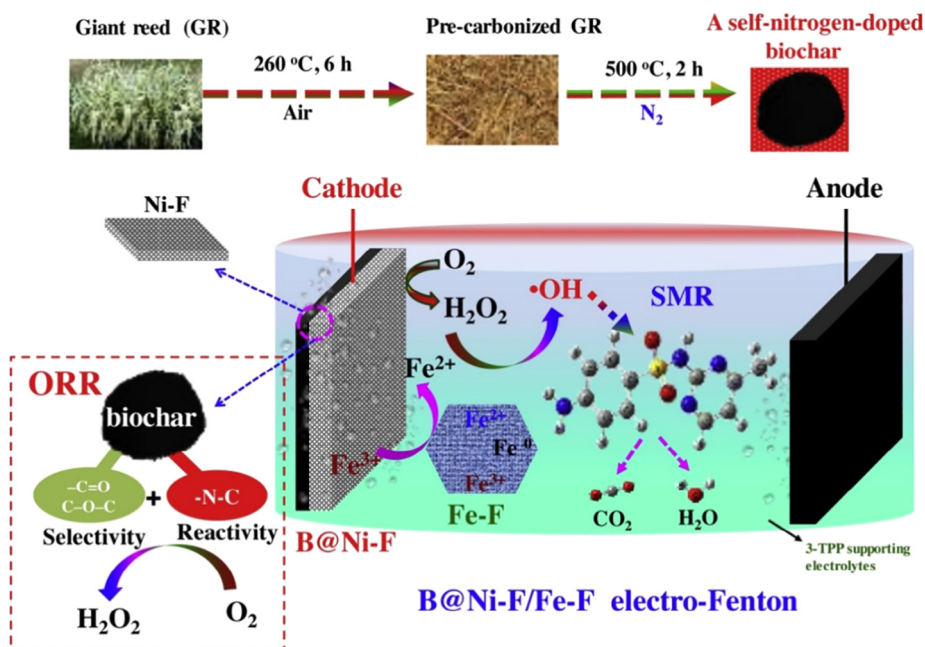 Giant reed (GR)
260 °C, 6 h
Air
Pre-carbonized GR
500 °C, 2 h
N₂
A self-nitrogen-doped
biochar
Ni-F
Cathode
Anode
O₂
H₂O₂
•OH
SMR
Fe²⁺
Fe³⁺
Fe²⁺
Fe⁰
Fe³⁺
Fe-F
CO₂
H₂O
B@Ni-F
3-TPP supporting
electrolytes
ORR
biochar
–C=O
C–O–C
+
-N-C
Selectivity
Reactivity
H₂O₂
O₂
B@Ni-F/Fe-F electro-Fenton